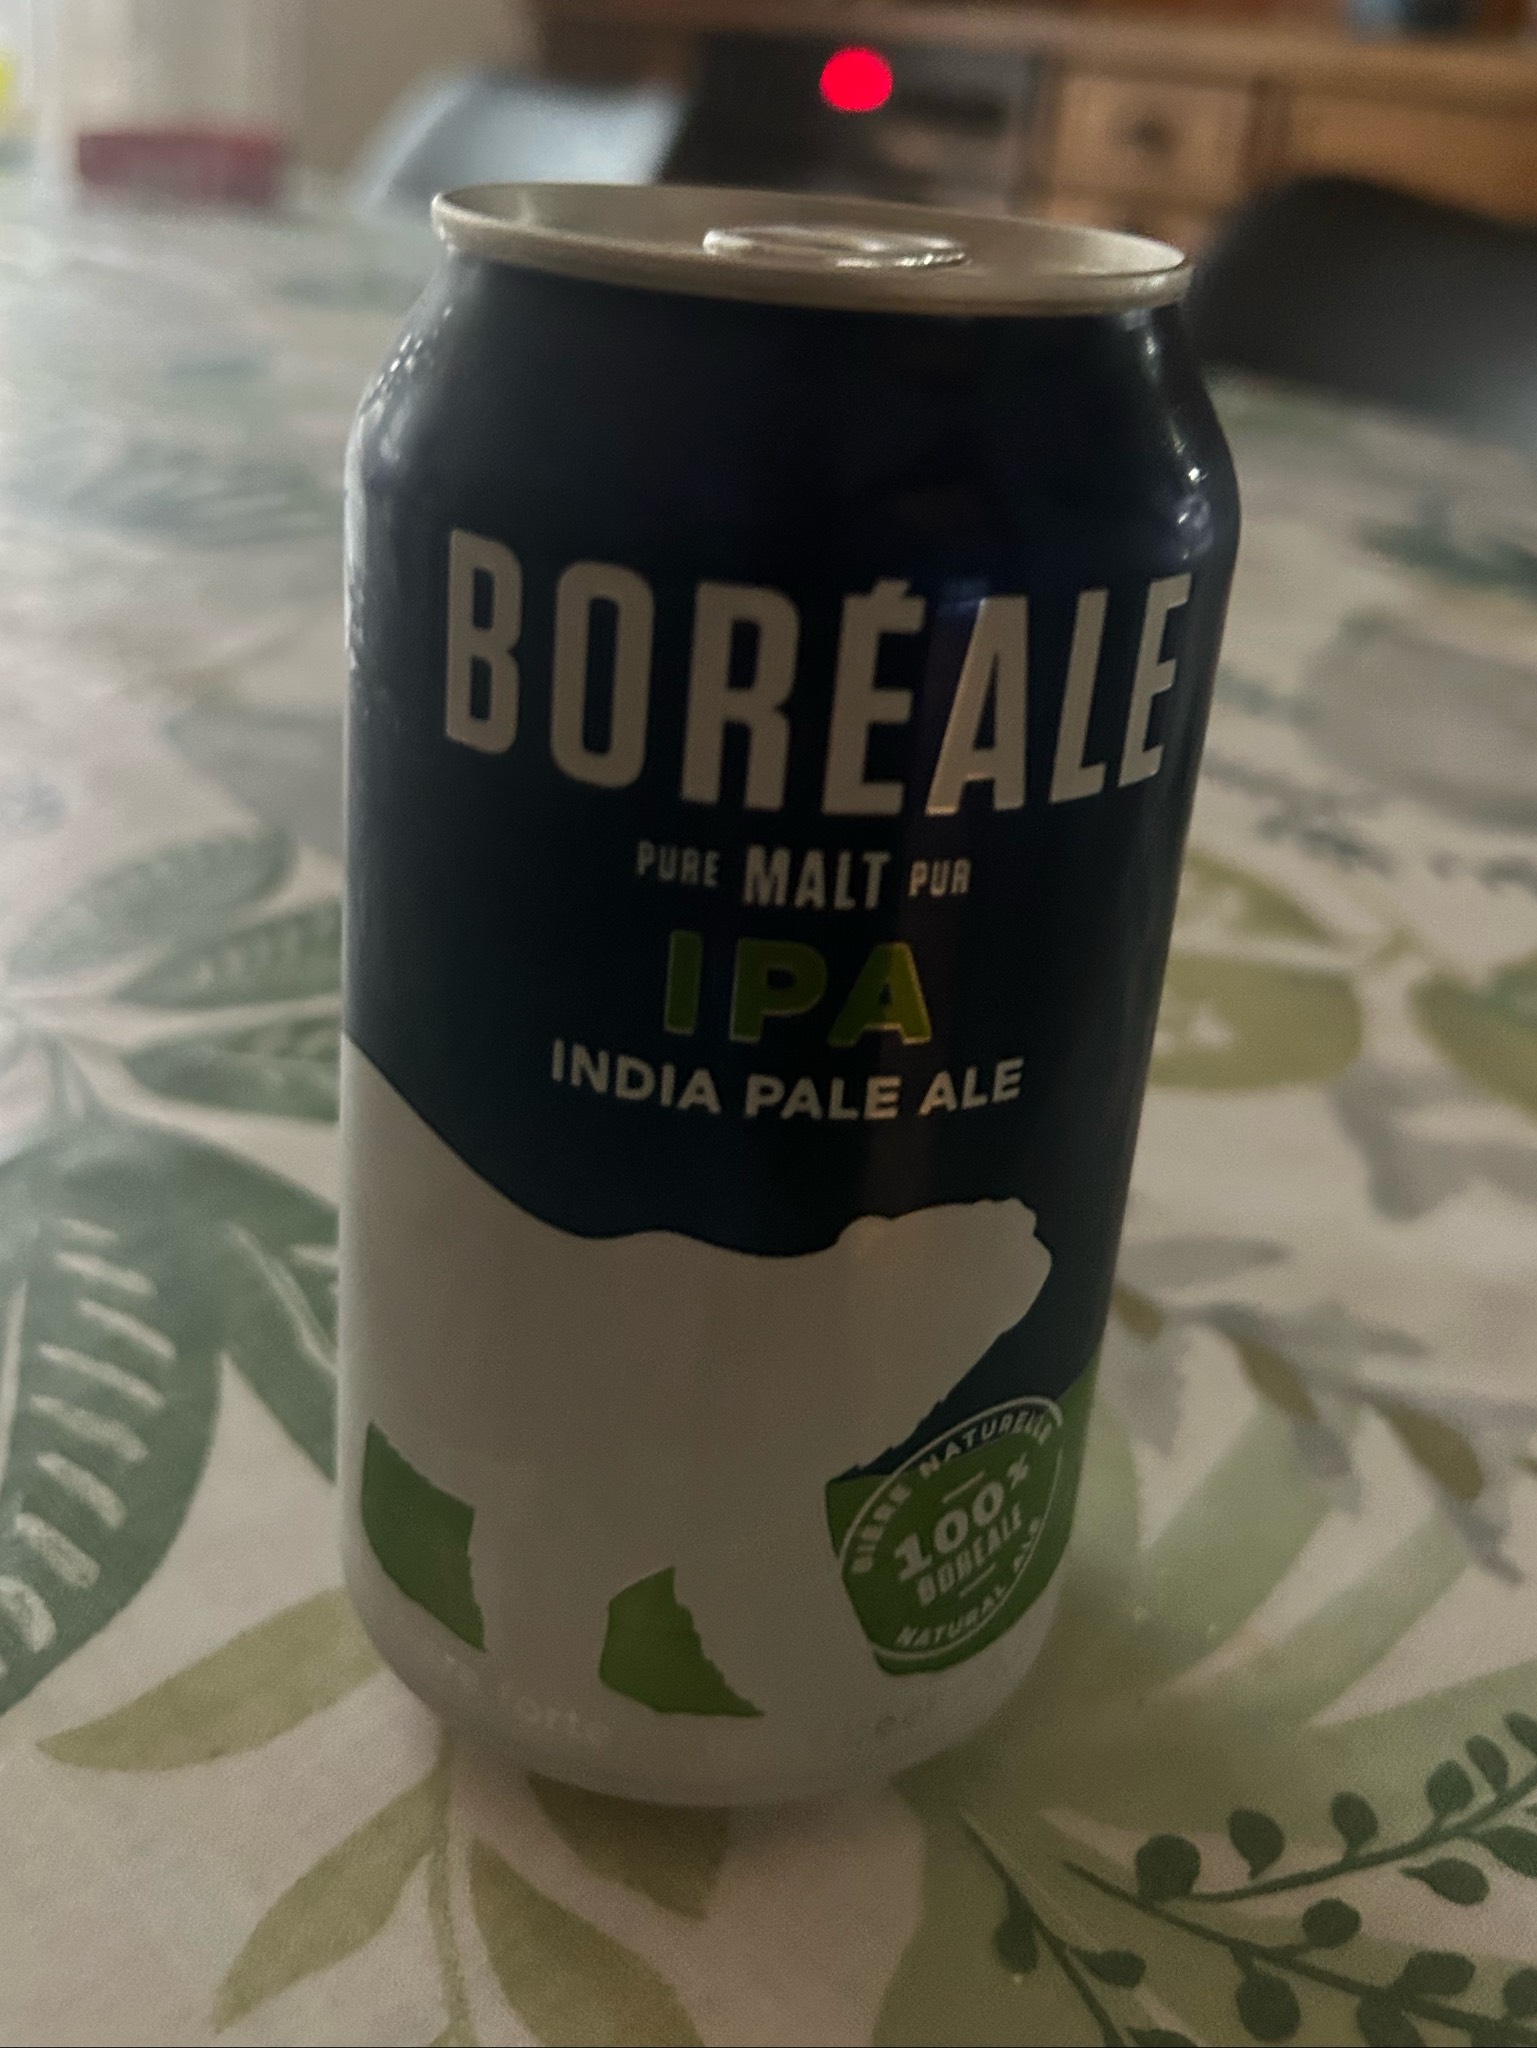 BORÉALE
PURE MALT PUR
IPA
INDIA PALE ALE
BIÈRE NATURELLE
100%
BORÉALE
NATURAL ALE